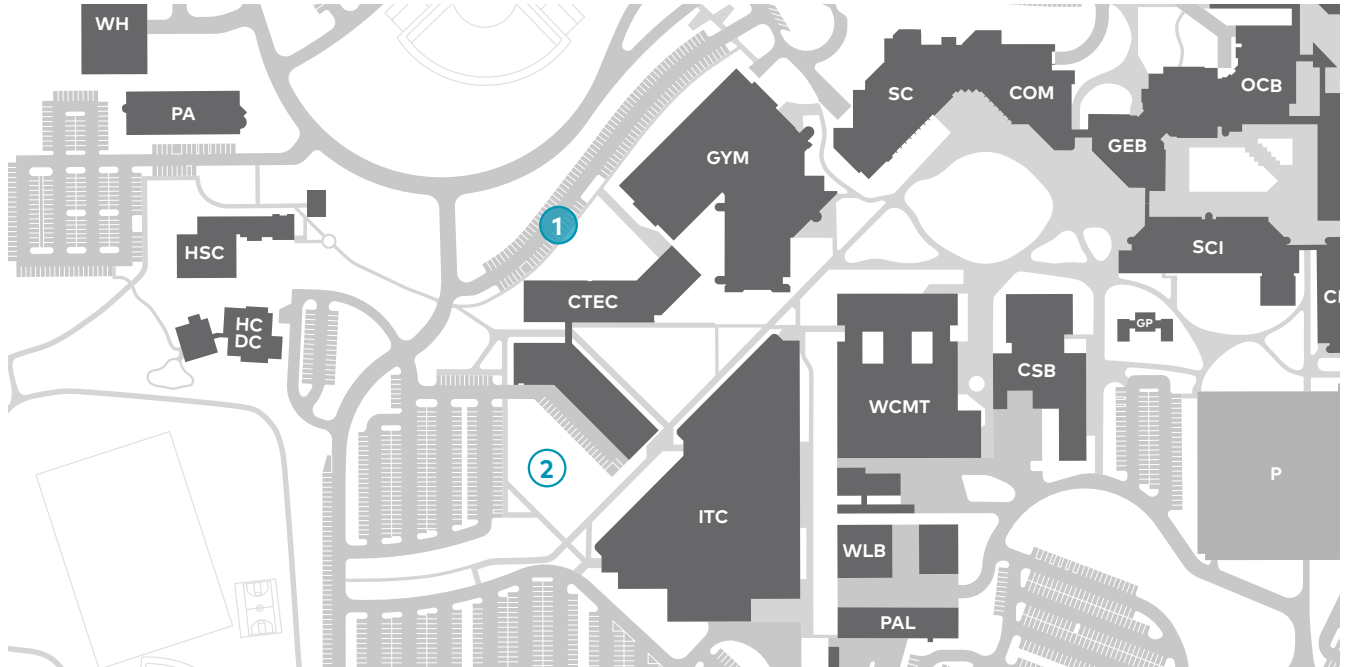 WH
PA
SC
COM
OCB
GEB
GYM
1
HSC
SCI
CTEC
HC
DC
GP
CSB
WCMT
2
P
ITC
WLB
PAL